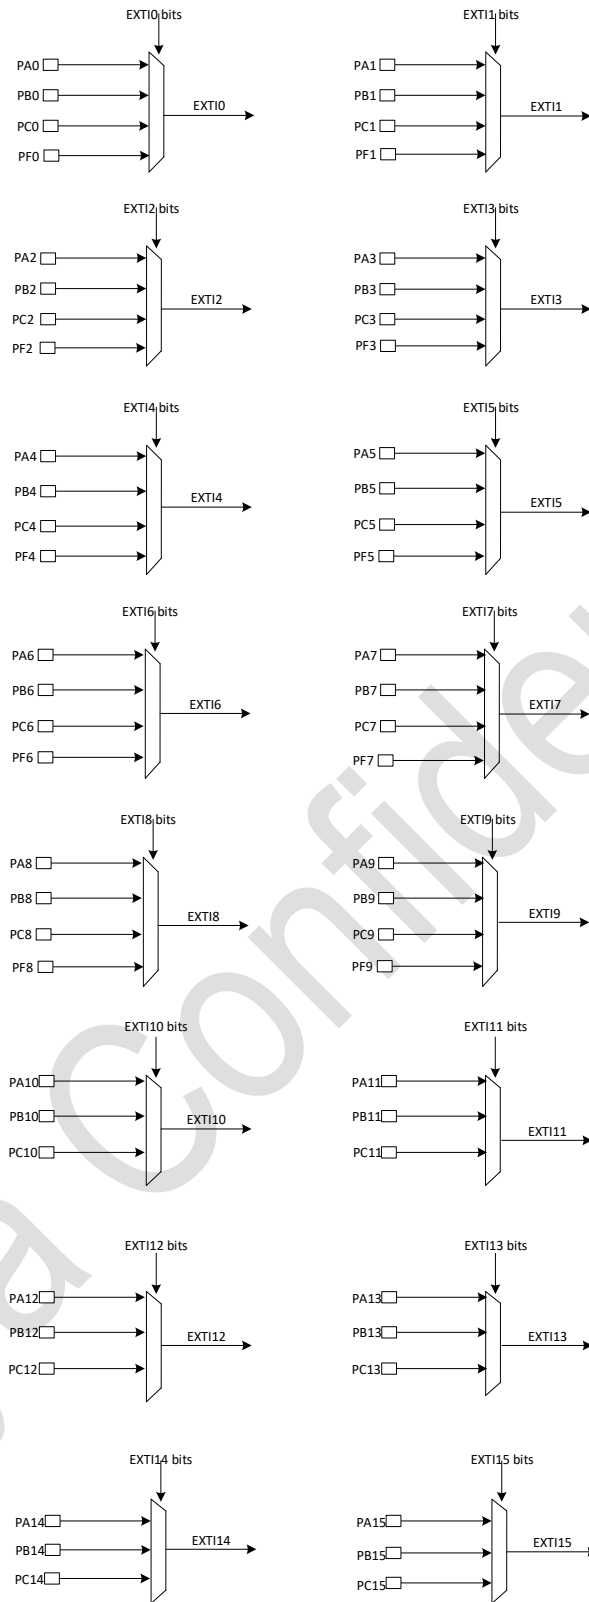 EXTI0 bits
PA0
PB0
PC0
PF0
EXTI0
EXTI1 bits
PA1
PB1
PC1
PF1
EXTI1
EXTI2 bits
PA2
PB2
PC2
PF2
EXTI2
EXTI3 bits
PA3
PB3
PC3
PF3
EXTI3
EXTI4 bits
PA4
PB4
PC4
PF4
EXTI4
EXTI5 bits
PA5
PB5
PC5
PF5
EXTI5
EXTI6 bits
PA6
PB6
PC6
PF6
EXTI6
EXTI7 bits
PA7
PB7
PC7
PF7
EXTI7
EXTI8 bits
PA8
PB8
PC8
PF8
EXTI8
EXTI9 bits
PA9
PB9
PC9
PF9
EXTI9
EXTI10 bits
PA10
PB10
PC10
EXTI10
EXTI11 bits
PA11
PB11
PC11
EXTI11
EXTI12 bits
PA12
PB12
PC12
EXTI12
EXTI13 bits
PA13
PB13
PC13
EXTI13
EXTI14 bits
PA14
PB14
PC14
EXTI14
EXTI15 bits
PA15
PB15
PC15
EXTI15
a Confide